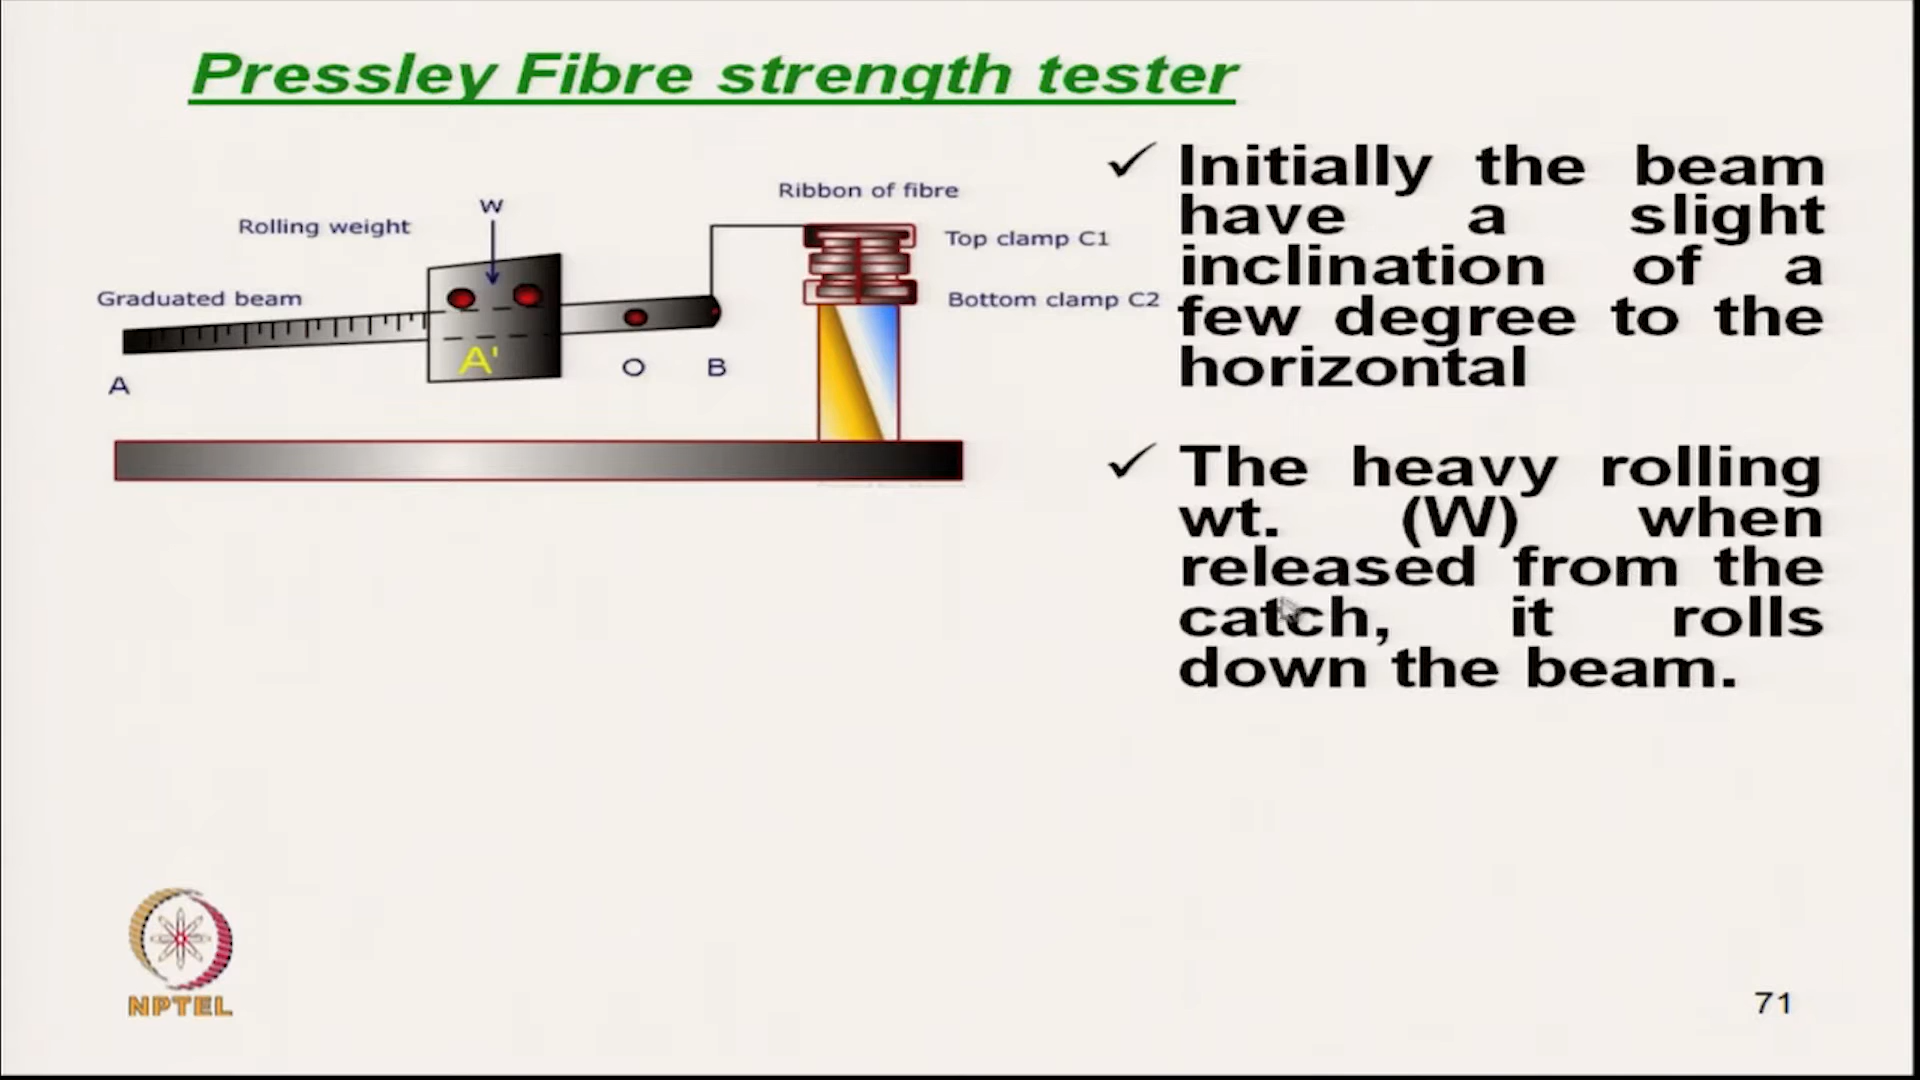 Pressley Fibre strength tester
Ribbon of fibre
W
Rolling weight
Top clamp C1
Graduated beam
Bottom clamp C2
A'
O
B
A
✓ Initially the beam
have a slight
inclination of a
few degree to the
horizontal
✓ The heavy rolling
wt. (W) when
released from the
catch, it rolls
down the beam.
NPTEL
71